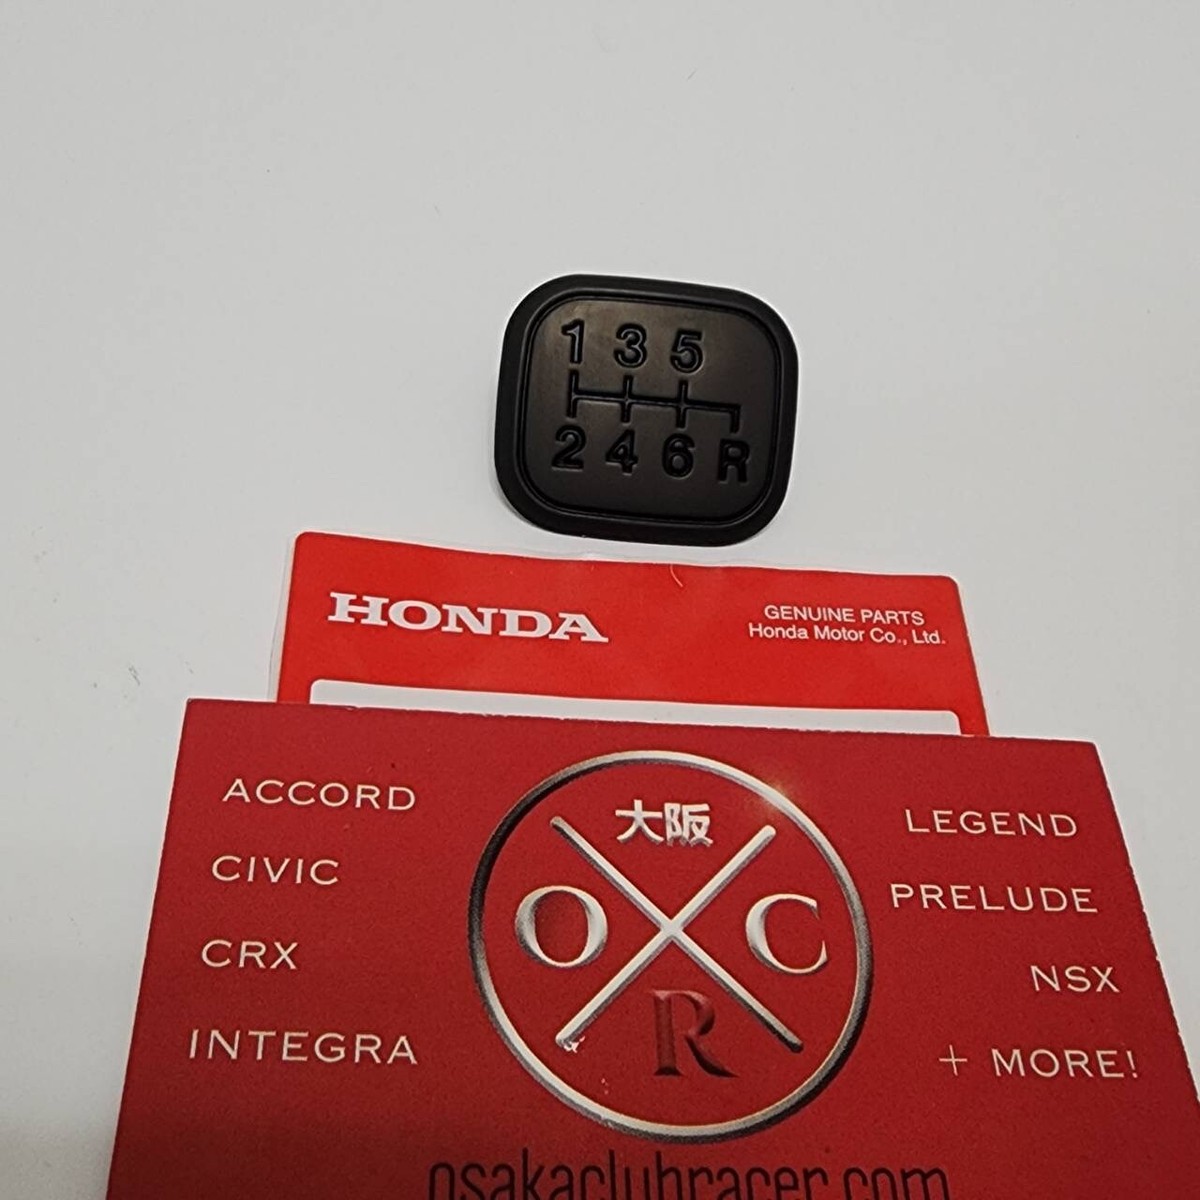 1 3 5
2 4 6 R
HONDA
GENUINE PARTS
Honda Motor Co., Ltd.
ACCORD
CIVIC
CRX
INTEGRA
大阪
O C
R
LEGEND
PRELUDE
NSX
+ MORE!
osakaclubracer.com